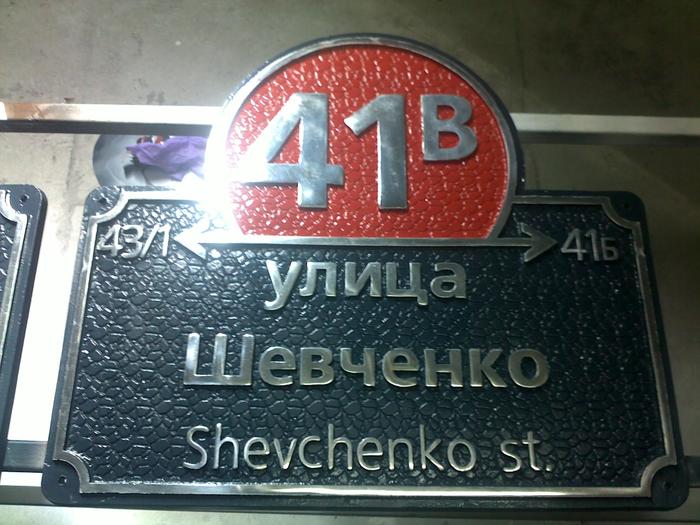 41В
43/1 41Б
улица
Шевченко
Shevchenko st.